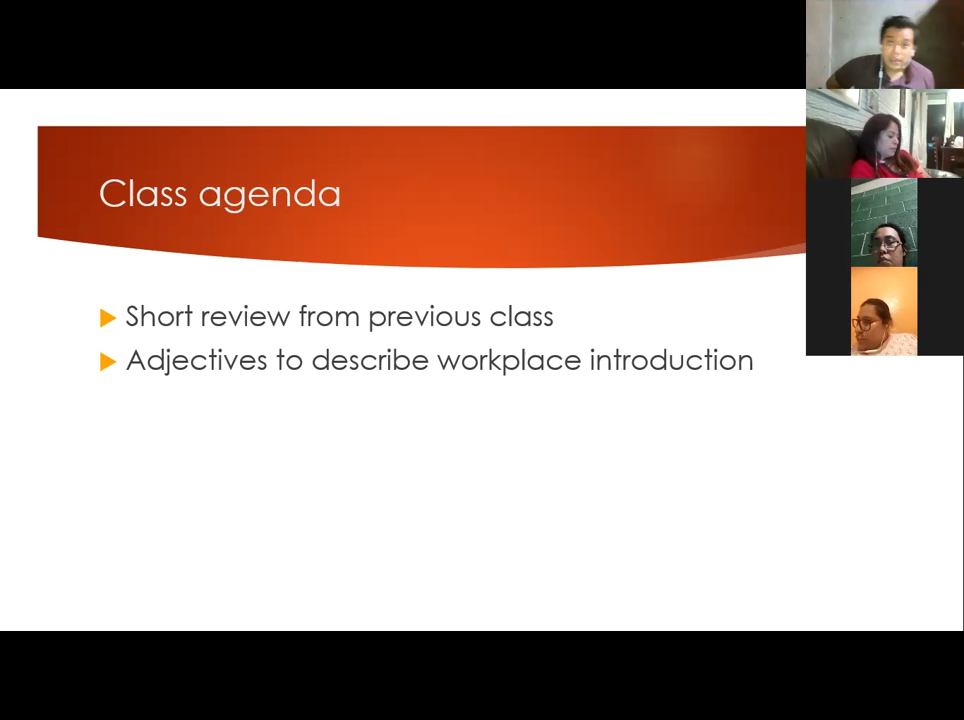 Class agenda
Short review from previous class
Adjectives to describe workplace introduction